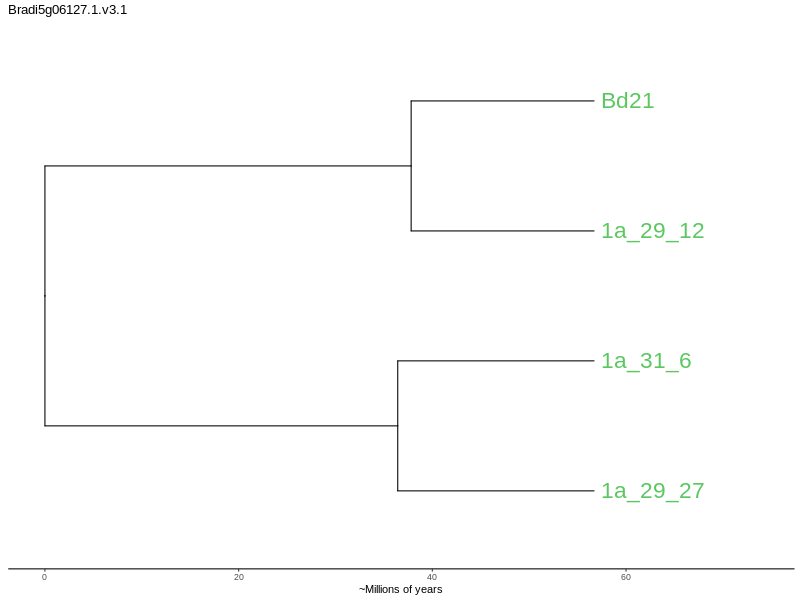 Bradi5g06127.1.v3.1
Bd21
1a_29_12
1a_31_6
1a_29_27
0 20 40 60
~Millions of years